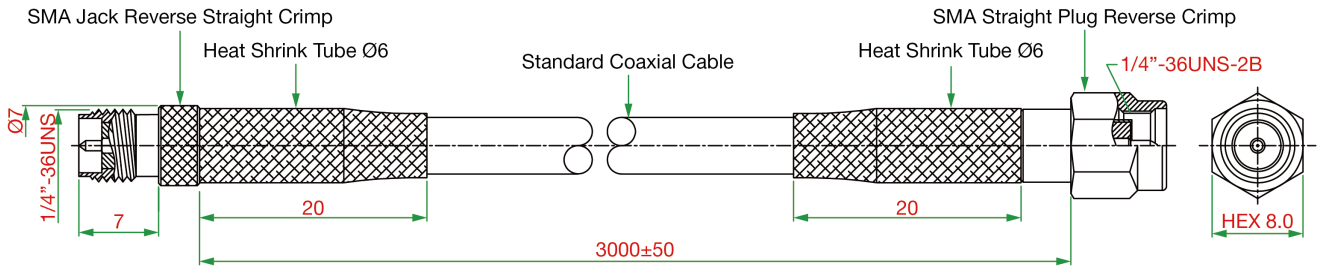 SMA Jack Reverse Straight Crimp
SMA Straight Plug Reverse Crimp
Heat Shrink Tube Ø6
Heat Shrink Tube Ø6
Standard Coaxial Cable
1/4”-36UNS-2B
Ø7
1/4”-36UNS
7
20
20
HEX 8.0
3000±50